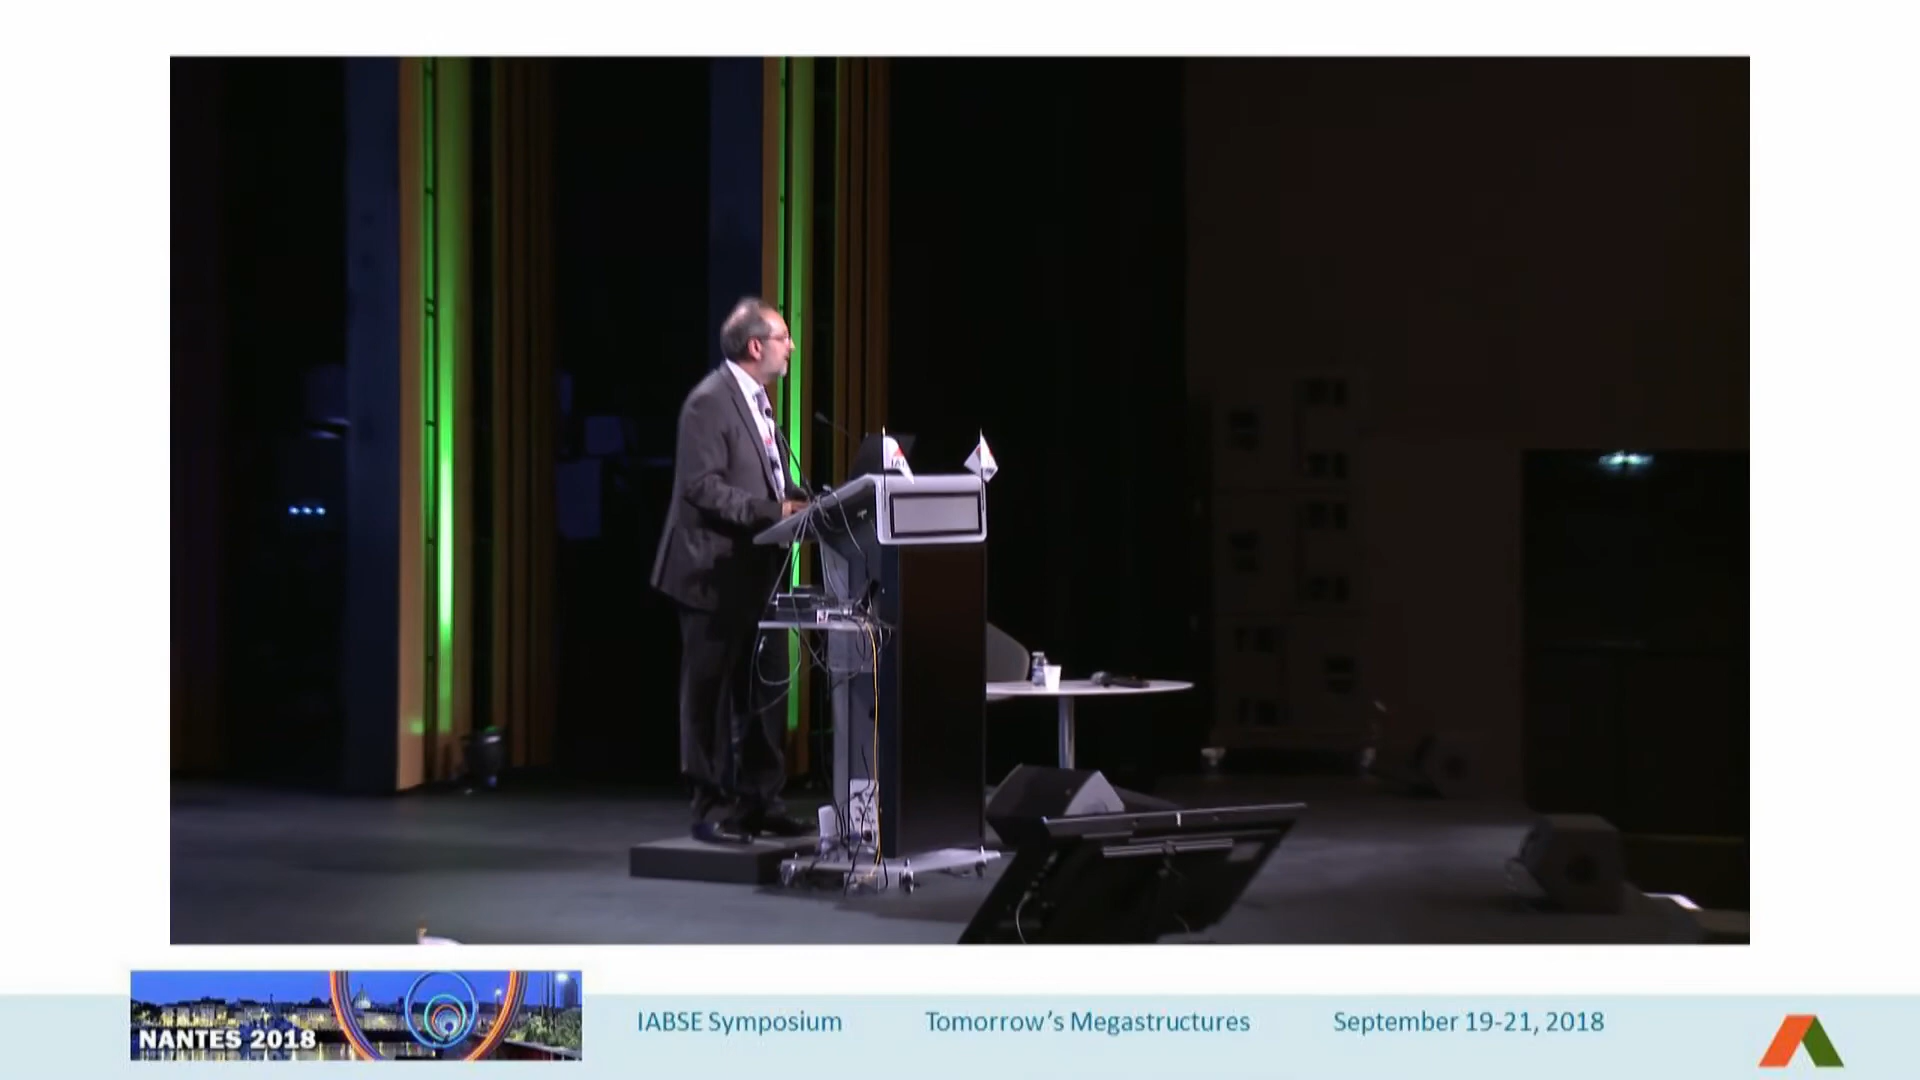 NANTES 2018
IABSE Symposium
Tomorrow's Megastructures
September 19-21, 2018